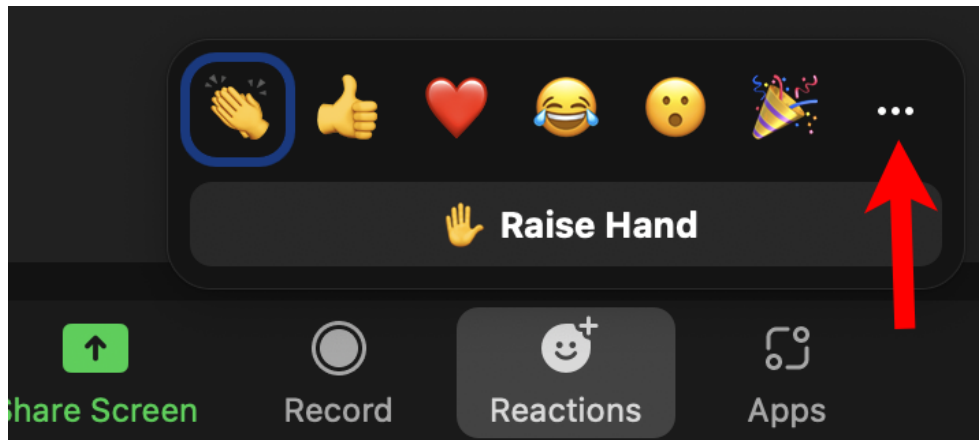 Raise Hand
Share Screen
Record
Reactions
Apps